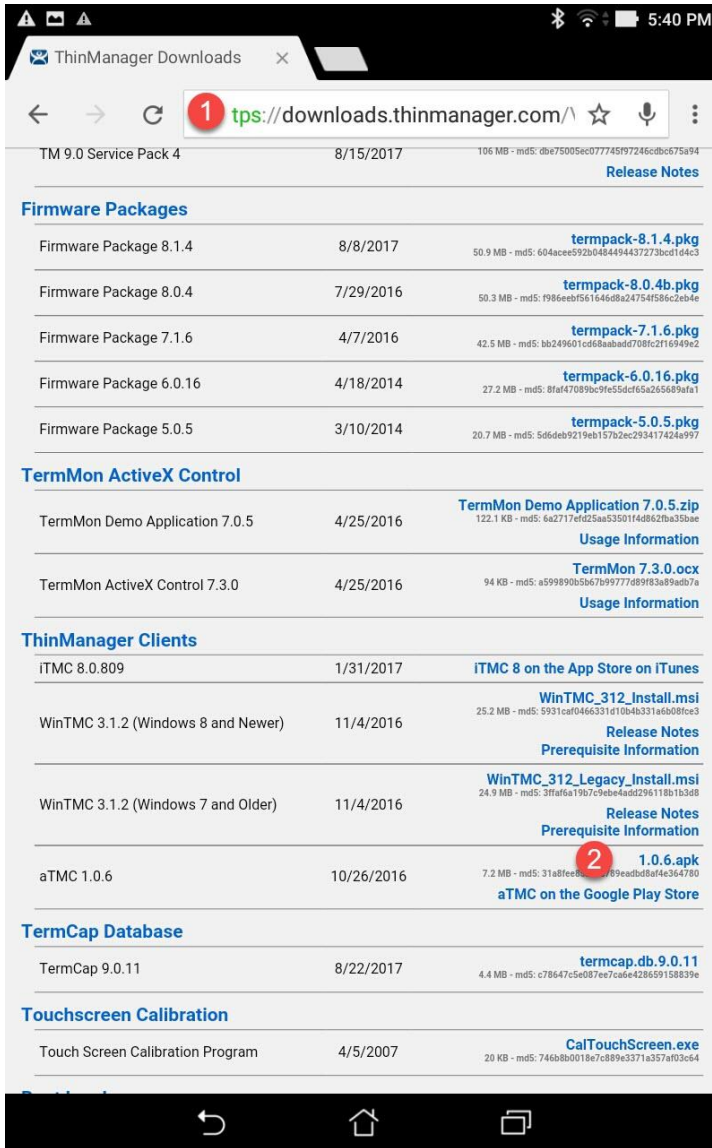 5:40 PM
ThinManager Downloads
1 tps://downloads.thinmanager.com/\
TM 9.0 Service Pack 4 8/15/2017 106 MB - md5: dbe75005ec077745f97246cdbc675a94
Release Notes
Firmware Packages
Firmware Package 8.1.4 8/8/2017 termpack-8.1.4.pkg
50.9 MB - md5: 604acee592b0484494437273bcd1d4c3
Firmware Package 8.0.4 7/29/2016 termpack-8.0.4b.pkg
50.3 MB - md5: f986eebf561646d8a24754f586c2eb4e
Firmware Package 7.1.6 4/7/2016 termpack-7.1.6.pkg
42.5 MB - md5: bb249601cd68aabadd708fc2f16949e2
Firmware Package 6.0.16 4/18/2014 termpack-6.0.16.pkg
27.2 MB - md5: 8faf47089bc9fe55dcf65a265689afa1
Firmware Package 5.0.5 3/10/2014 termpack-5.0.5.pkg
20.7 MB - md5: 5d6deb9219eb157b2ec293417424a997
TermMon ActiveX Control
TermMon Demo Application 7.0.5 4/25/2016 TermMon Demo Application 7.0.5.zip
122.1 KB - md5: 6a2717efd25aa53501f4d862fba35bae
Usage Information
TermMon ActiveX Control 7.3.0 4/25/2016 TermMon 7.3.0.ocx
94 KB - md5: a599890b5b67b99777d89f83a89adb7a
Usage Information
ThinManager Clients
iTMC 8.0.809 1/31/2017 iTMC 8 on the App Store on iTunes
WinTMC 3.1.2 (Windows 8 and Newer) 11/4/2016 WinTMC_312_Install.msi
25.2 MB - md5: 5931caf0466331d10b4b331a6b08fce3
Release Notes
Prerequisite Information
WinTMC 3.1.2 (Windows 7 and Older) 11/4/2016 WinTMC_312_Legacy_Install.msi
24.9 MB - md5: 3ffaf6a19b7c9ebe4add296118b1b3d8
Release Notes
Prerequisite Information
aTMC 1.0.6 10/26/2016 2 1.0.6.apk
7.2 MB - md5:
aTMC on the Google Play Store
TermCap Database
TermCap 9.0.11 8/22/2017 termcap.db.9.0.11
4.4 MB - md5: c78647c5e087ee7ca6e428659158839e
Touchscreen Calibration
Touch Screen Calibration Program 4/5/2007 CalTouchScreen.exe
20 KB - md5: 746b8b0018e7c889e3371a357af03c64